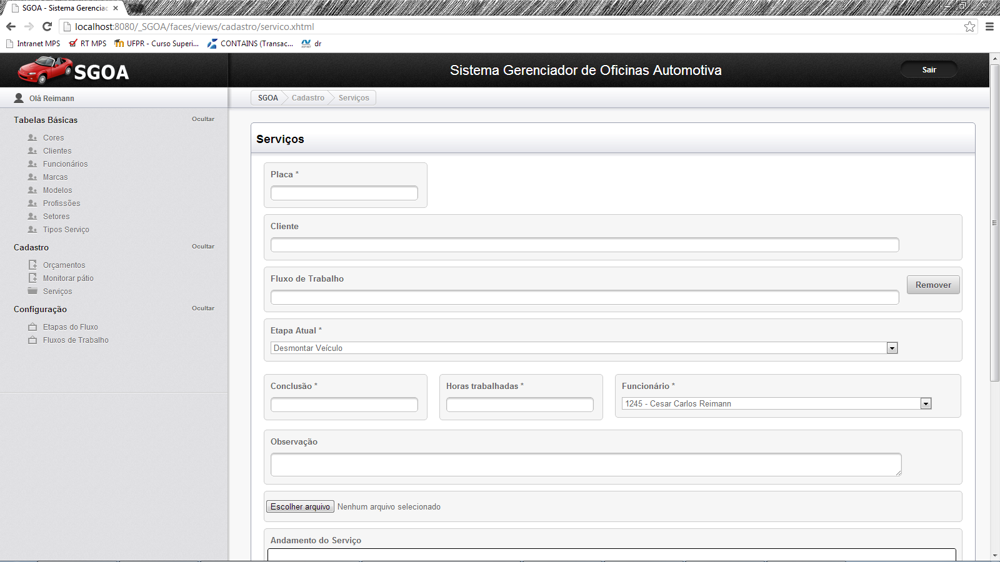 SGOA - Sistema Gerenciac
localhost:8080/_SGOA/faces/views/cadastro/servico.xhtml
Intranet MPS
RT MPS
UFPR - Curso Superi...
CONTAINS (Transac...
dr
SGOA
Sistema Gerenciador de Oficinas Automotiva
Sair
Olá Reimann
SGOA
Cadastro
Serviços
Tabelas Básicas
Ocultar
Cores
Clientes
Funcionários
Marcas
Modelos
Profissões
Setores
Tipos Serviço
Cadastro
Ocultar
Orçamentos
Monitorar pátio
Serviços
Configuração
Ocultar
Etapas do Fluxo
Fluxos de Trabalho
Serviços
Placa *
Cliente
Fluxo de Trabalho
Remover
Etapa Atual *
Desmontar Veículo
Conclusão *
Horas trabalhadas *
Funcionário *
1245 - Cesar Carlos Reimann
Observação
Escolher arquivo
Nenhum arquivo selecionado
Andamento do Serviço